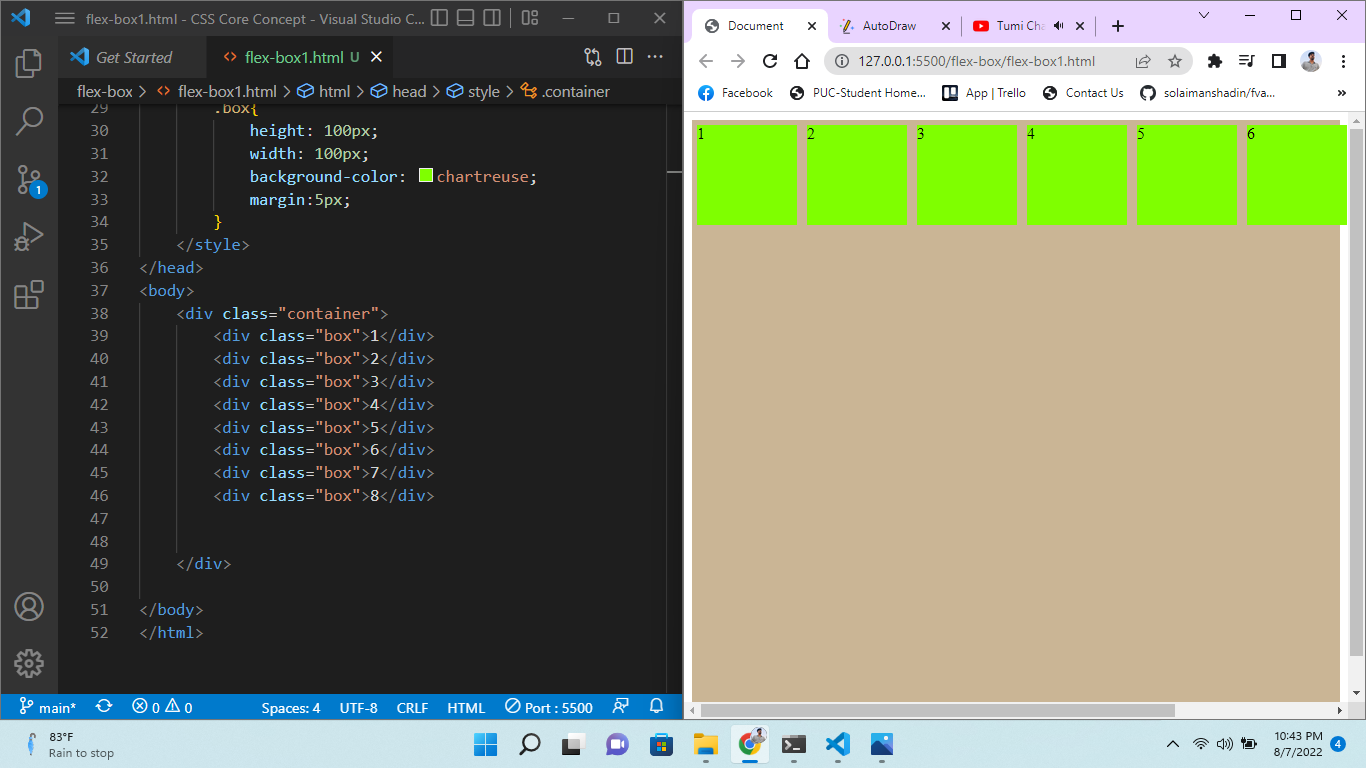 flex-box1.html - CSS Core Concept - Visual Studio C...
Get Started
flex-box1.html U
flex-box > flex-box1.html > html > head > style > .container
29 .box{
30 height: 100px;
31 width: 100px;
32 background-color: chartreuse;
33 margin:5px;
34 }
35 </style>
36 </head>
37 <body>
38 <div class="container">
39 <div class="box">1</div>
40 <div class="box">2</div>
41 <div class="box">3</div>
42 <div class="box">4</div>
43 <div class="box">5</div>
44 <div class="box">6</div>
45 <div class="box">7</div>
46 <div class="box">8</div>
47
48
49 </div>
50
51 </body>
52 </html>
1
main* 0 0 Spaces: 4 UTF-8 CRLF HTML Port : 5500
Document
AutoDraw
Tumi Cha
127.0.0.1:5500/flex-box/flex-box1.html
Facebook PUC-Student Home... App | Trello Contact Us solaimanshadin/fva... »
1 2 3 4 5 6
83°F
Rain to stop
10:43 PM
8/7/2022
4